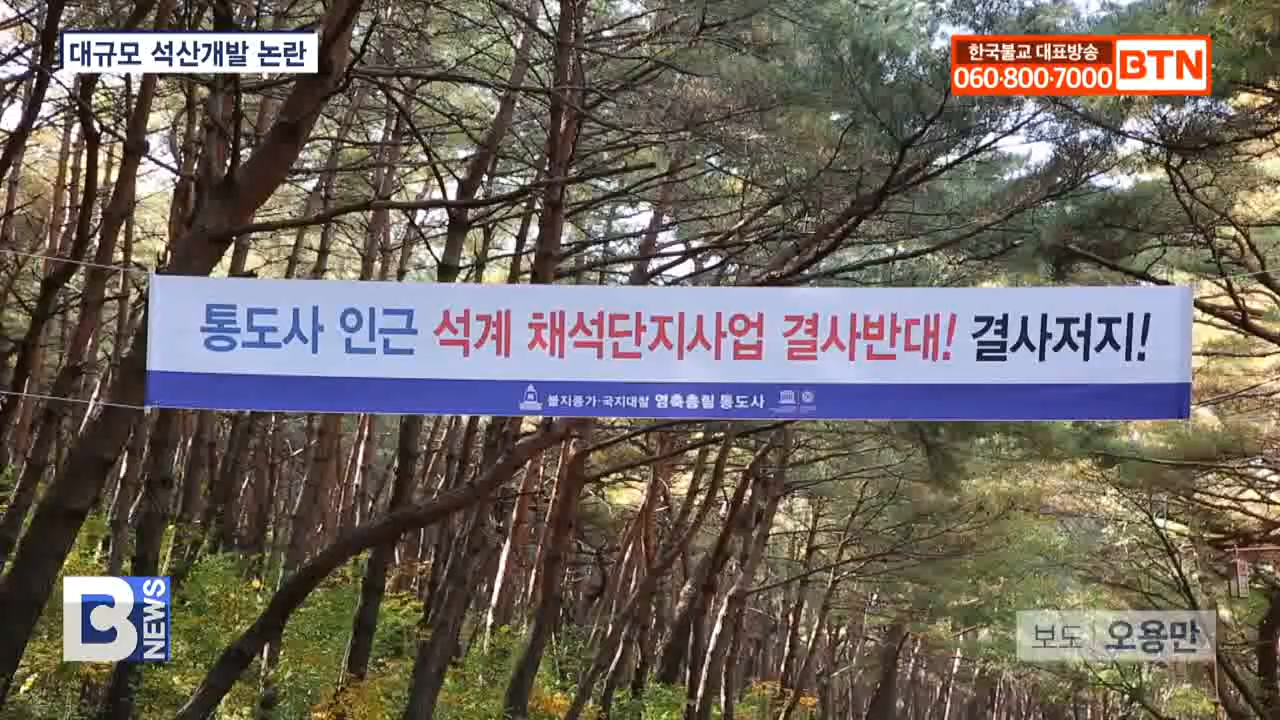 대규모 석산개발 논란
한국불교 대표방송
060·800·7000
BTN
통도사 인근 석계 채석단지사업 결사반대! 결사저지!
불지종가·국지대찰 영축총림 통도사
B NEWS
보도 | 오용만